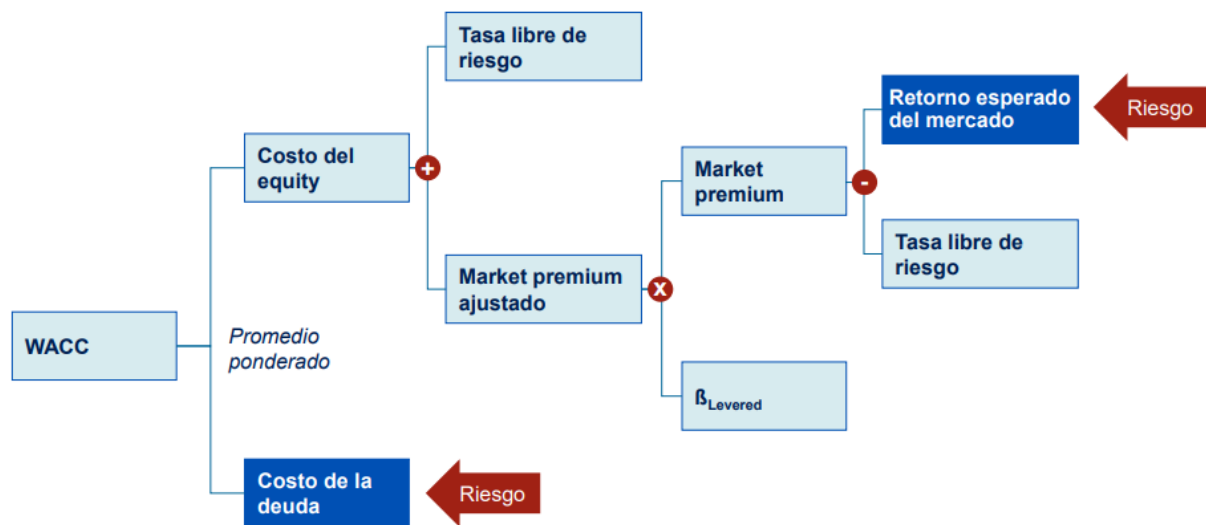 Tasa libre de
riesgo
Retorno esperado
del mercado
Riesgo
Costo del
equity
+
Market
premium
-
Tasa libre de
riesgo
Market premium
ajustado
x
WACC
Promedio
ponderado
ßLevered
Costo de la
deuda
Riesgo